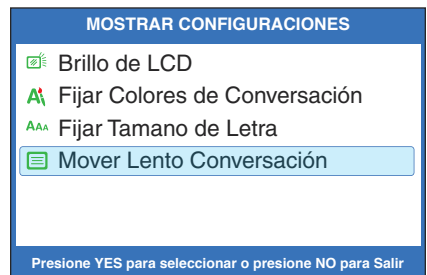 MOSTRAR CONFIGURACIONES
Brillo de LCD
Fijar Colores de Conversación
AAA Fijar Tamano de Letra
Mover Lento Conversación
Presione YES para seleccionar o presione NO para Salir